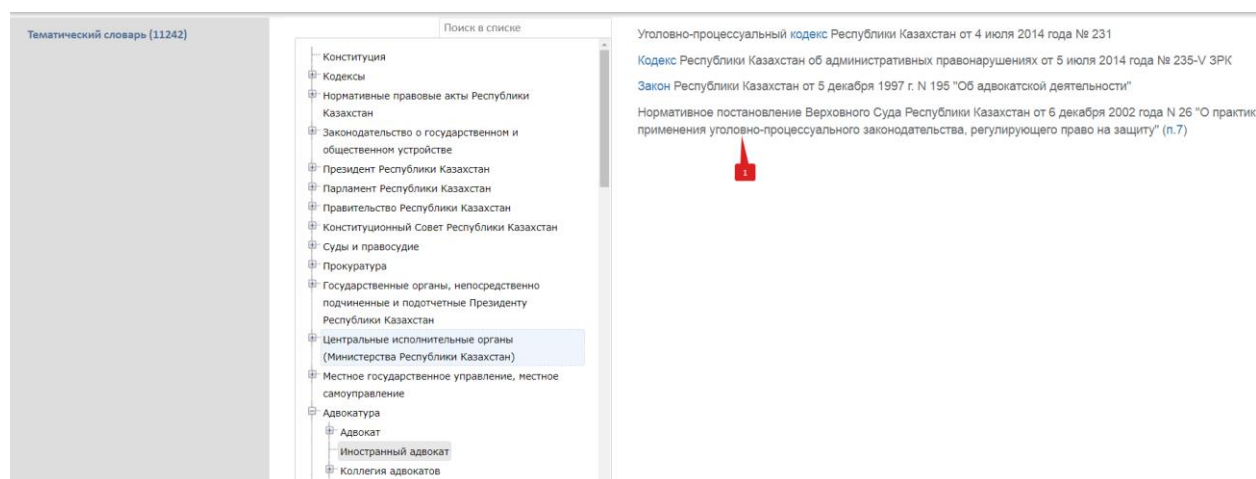 Тематический словарь (11242)
Поиск в списке
Конституция
Кодексы
Нормативные правовые акты Республики
Казахстан
Законодательство о государственном и
общественном устройстве
Президент Республики Казахстан
Парламент Республики Казахстан
Правительство Республики Казахстан
Конституционный Совет Республики Казахстан
Суды и правосудие
Прокуратура
Государственные органы, непосредственно
подчиненные и подотчетные Президенту
Республики Казахстан
Центральные исполнительные органы
(Министерства Республики Казахстан)
Местное государственное управление, местное
самоуправление
Адвокатура
Адвокат
Иностранный адвокат
Коллегия адвокатов
Уголовно-процессуальный кодекс Республики Казахстан от 4 июля 2014 года № 231
Кодекс Республики Казахстан об административных правонарушениях от 5 июля 2014 года № 235-V ЗРК
Закон Республики Казахстан от 5 декабря 1997 г. N 195 "Об адвокатской деятельности"
Нормативное постановление Верховного Суда Республики Казахстан от 6 декабря 2002 года N 26 "О практик
применения уголовно-процессуального законодательства, регулирующего право на защиту" (п.7)
1